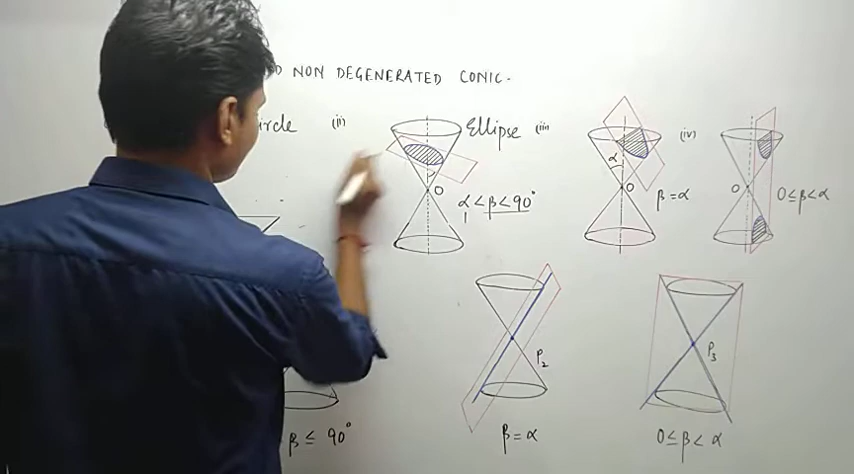 D NON DEGENERATED CONIC.
ircle (ii) Ellipse (iii) (iv)
α
O O O
α < β < 90° β = α 0 ≤ β < α
P2 P3
β ≤ 90° β = α 0 ≤ β < α